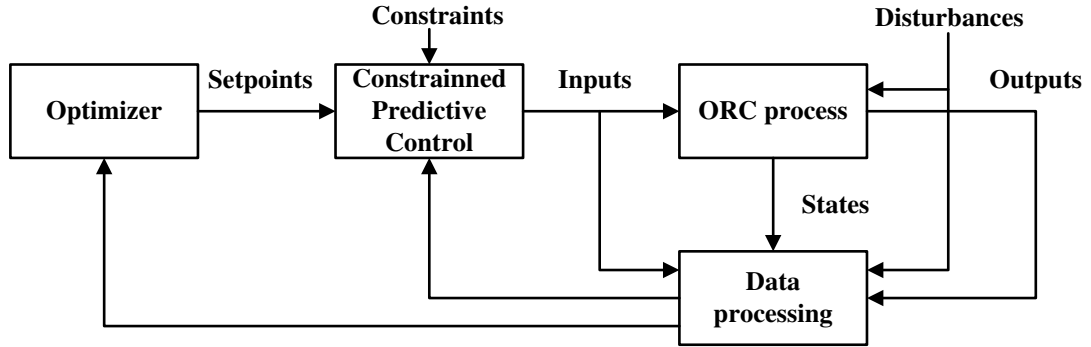 Constraints
Disturbances
Optimizer
Setpoints
Constrainned
Predictive
Control
Inputs
ORC process
Outputs
States
Data
processing